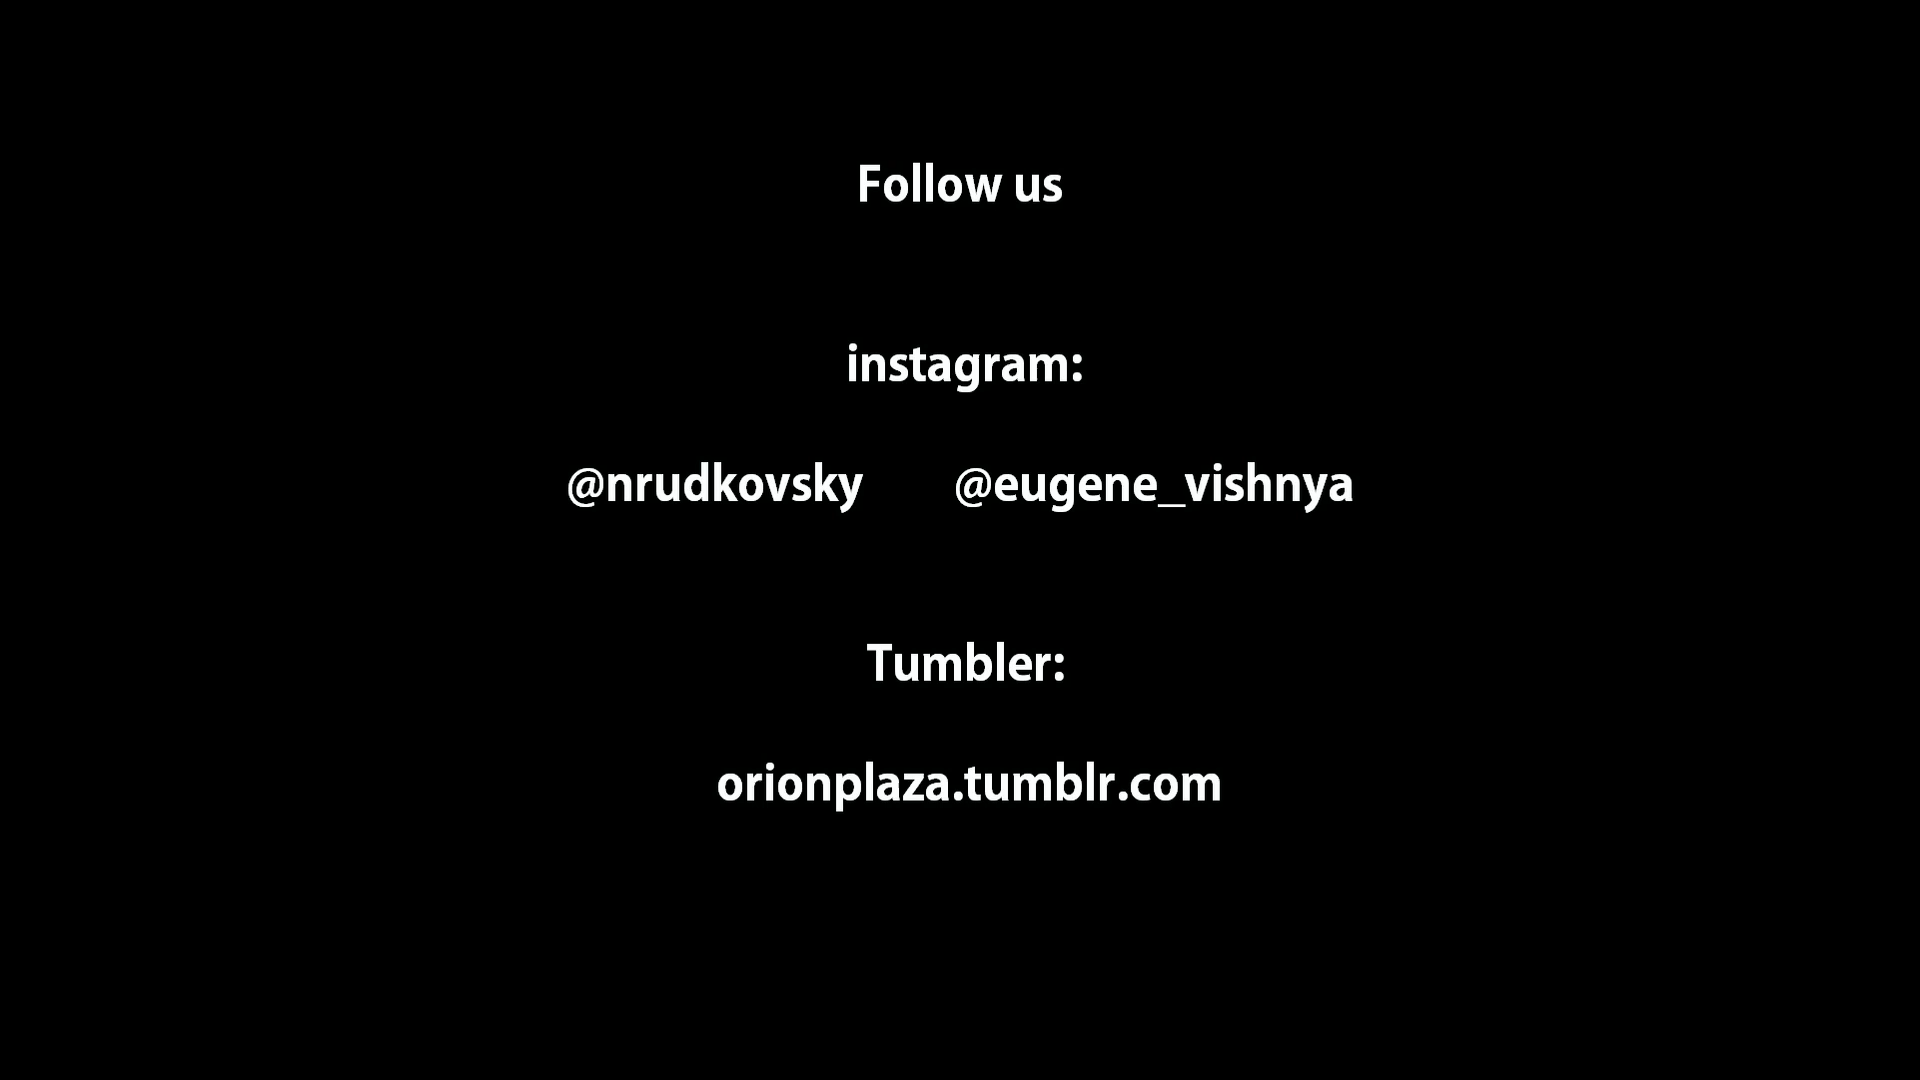 Follow us
instagram:
@nrudkovsky @eugene_vishnya
Tumbler:
orionplaza.tumblr.com